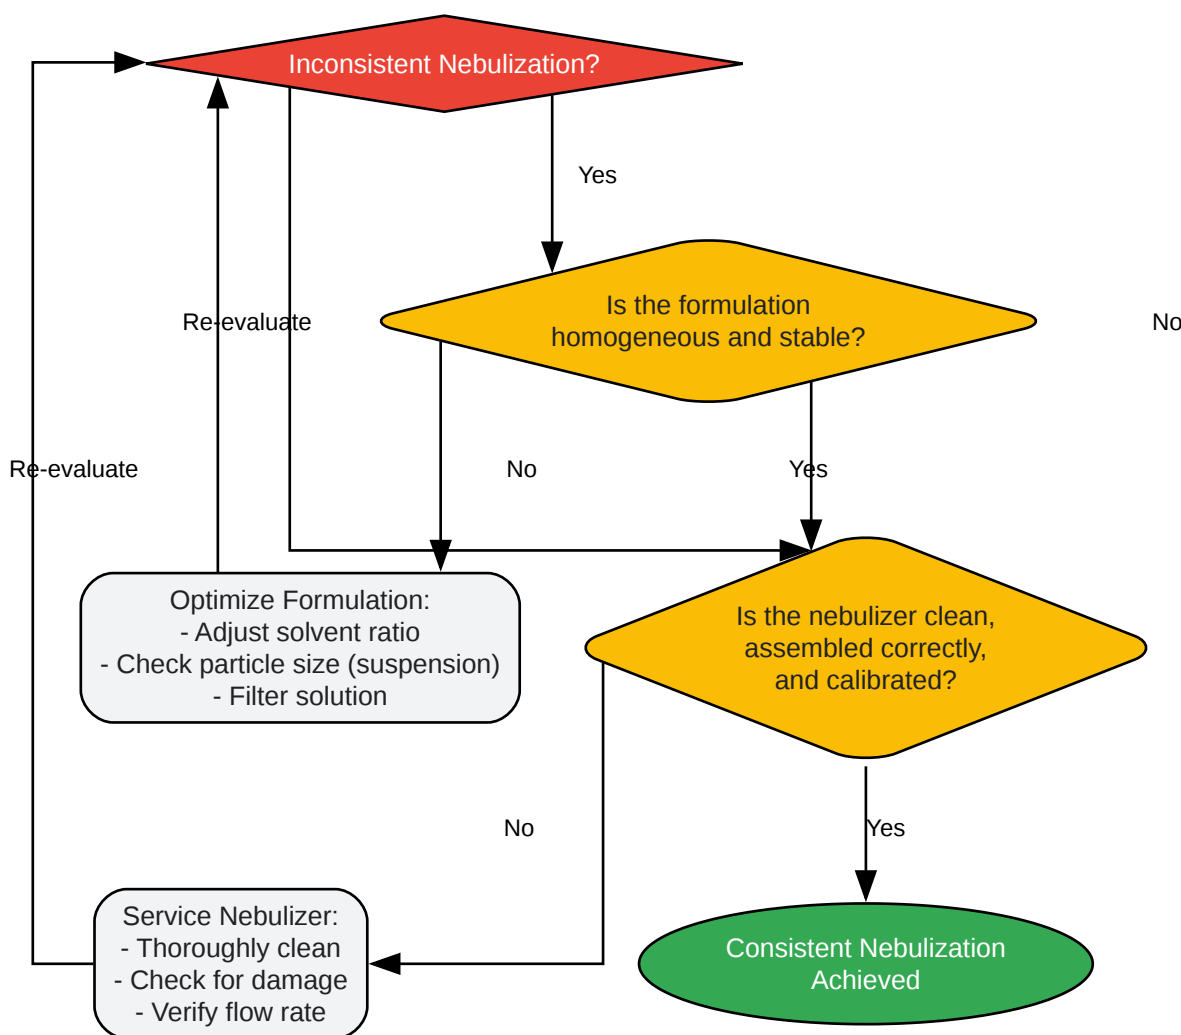 Inconsistent Nebulization?
Yes
Is the formulation
homogeneous and stable?
Re-evaluate
No
Re-evaluate
No
Yes
Optimize Formulation:
- Adjust solvent ratio
- Check particle size (suspension)
- Filter solution
Is the nebulizer clean,
assembled correctly,
and calibrated?
No
Yes
Service Nebulizer:
- Thoroughly clean
- Check for damage
- Verify flow rate
Consistent Nebulization
Achieved